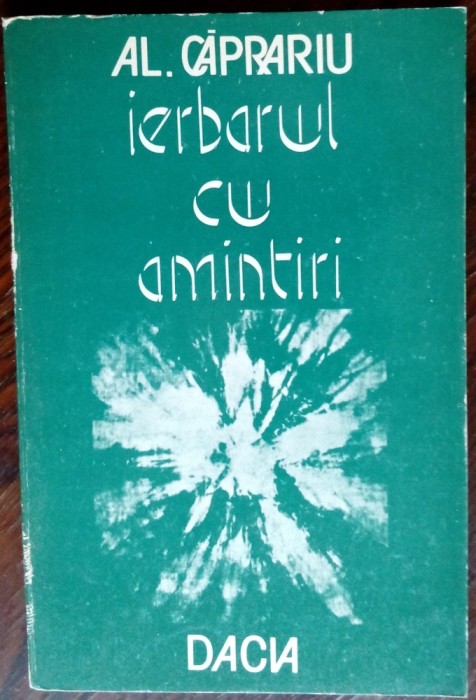 AL. CĂPRARIU
ierbarul
cu
amintiri
DACIA